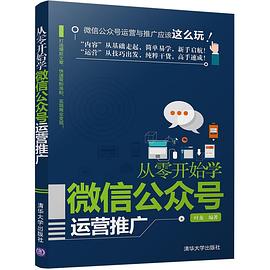 微信公众号运营与推广应该这么玩！
“内容”从基础走起，简单易学，新手启航！
“运营”从技巧出发，纯粹干货，高手速成！
从零开始学
微信公众号
运营推广
叶龙 编著
清华大学出版社
从零开始学
微信公众号
运营推广
清华大学出版社